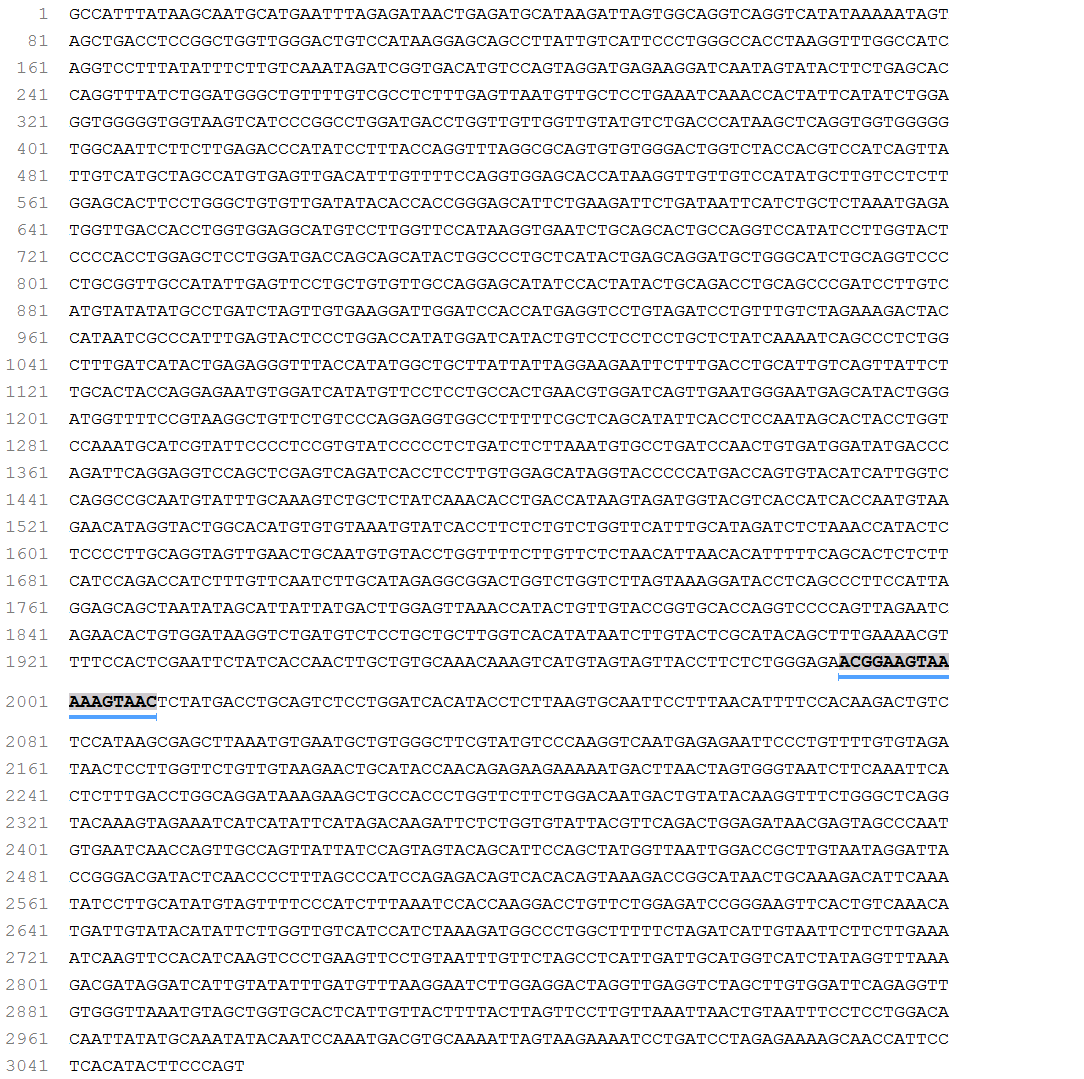 1 GCCATTTATAAGCAATGCATGAATTTAGAGATAACTGAGATGCATAAGATTAGTGGCAGGTCAGGTCATATAAAAATAGT
81 AGCTGACCTCCGGCTGGTTGGGACTGTCCATAAGGAGCAGCCTTATTGTCATTCCCTGGGCCACCTAAGGTTTGGCCATC
161 AGGTCCTTTATATTTCTTGTCAAATAGATCGGTGACATGTCCAGTAGGATGAGAAGGATCAATAGTATACTTCTGAGCAC
241 CAGGTTTATCTGGATGGGCTGTTTTGTCGCCTCTTTGAGTTAATGTTGCTCCTGAAATCAAACCACTATTCATATCTGGA
321 GGTGGGGGTGGTAAGTCATCCCGGCCTGGATGACCTGGTTGTTGGTTGTATGTCTGACCCATAAGCTCAGGTGGTGGGGG
401 TGGCAATTCTTCTTGAGACCCATATCCTTTACCAGGTTTAGGCGCAGTGTGTGGGACTGGTCTACCACGTCCATCAGTTA
481 TTGTCATGCTAGCCATGTGAGTTGACATTTGTTTTCCAGGTGGAGCACCATAAGGTTGTTGTCCATATGCTTGTCCTCTT
561 GGAGCACTTCCTGGGCTGTGTTGATATACACCACCGGGAGCATTCTGAAGATTCTGATAATTCATCTGCTCTAAATGAGA
641 TGGTTGACCACCTGGTGGAGGCATGTCCTTGGTTCCATAAGGTGAATCTGCAGCACTGCCAGGTCCATATCCTTGGTACT
721 CCCCACCTGGAGCTCCTGGATGACCAGCAGCATACTGGCCCTGCTCATACTGAGCAGGATGCTGGGCATCTGCAGGTCCC
801 CTGCGGTTGCCATATTGAGTTCCTGCTGTGTTGCCAGGAGCATATCCACTATACTGCAGACCTGCAGCCCGATCCTTGTC
881 ATGTATATATGCCTGATCTAGTTGTGAAGGATTGGATCCACCATGAGGTCCTGTAGATCCTGTTTGTCTAGAAAGACTAC
961 CATAATCGCCCATTTGAGTACTCCCTGGACCATATGGATCATACTGTCCTCCTCCTGCTCTATCAAAATCAGCCCTCTGG
1041 CTTTGATCATACTGAGAGGGTTTACCATATGGCTGCTTATTATTAGGAAGAATTCTTTGACCTGCATTGTCAGTTATTCT
1121 TGCACTACCAGGAGAATGTGGATCATATGTTCCTCCTGCCACTGAACGTGGATCAGTTGAATGGGAATGAGCATACTGGG
1201 ATGGTTTTCCGTAAGGCTGTTCTGTCCCAGGAGGTGGCCTTTTTCGCTCAGCATATTCACCTCCAATAGCACTACCTGGT
1281 CCAAATGCATCGTATTCCCCTCCGTGTATCCCCCTCTGATCTCTTAAATGTGCCTGATCCAACTGTGATGGATATGACCC
1361 AGATTCAGGAGGTCCAGCTCGAGTCAGATCACCTCCTTGTGGAGCATAGGTACCCCCATGACCAGTGTACATCATTGGTC
1441 CAGGCCGCAATGTATTTGCAAAGTCTGCTCTATCAAACACCTGACCATAAGTAGATGGTACGTCACCATCACCAATGTAA
1521 GAACATAGGTACTGGCACATGTGTGTAAATGTATCACCTTCTCTGTCTGGTTCATTTGCATAGATCTCTAAACCATACTC
1601 TCCCCTTGCAGGTAGTTGAACTGCAATGTGTACCTGGTTTTCTTGTTCTCTAACATTAACACATTTTTCAGCACTCTCTT
1681 CATCCAGACCATCTTTGTTCAATCTTGCATAGAGGCGGACTGGTCTGGTCTTAGTAAAGGATACCTCAGCCCTTCCATTA
1761 GGAGCAGCTAATATAGCATTATTATGACTTGGAGTTAAACCATACTGTTGTACCGGTGCACCAGGTCCCCAGTTAGAATC
1841 AGAACACTGTGGATAAGGTCTGATGTCTCCTGCTGCTTGGTCACATATAATCTTGTACTCGCATACAGCTTTGAAAACGT
1921 TTTCCACTCGAATTCTATCACCAACTTGCTGTGCAAACAAAGTCATGTAGTAGTTACCTTCTCTGGGAGAACGGAAGTAA
2001 AAAGTAACTCTATGACCTGCAGTCTCCTGGATCACATACCTCTTAAGTGCAATTCCTTTAACATTTTCCACAAGACTGTC
2081 TCCATAAGCGAGCTTAAATGTGAATGCTGTGGGCTTCGTATGTCCCAAGGTCAATGAGAGAATTCCCTGTTTTGTGTAGA
2161 TAACTCCTTGGTTCTGTTGTAAGAACTGCATACCAACAGAGAAGAAAAATGACTTAACTAGTGGGTAATCTTCAAATTCA
2241 CTCTTTGACCTGGCAGGATAAAGAAGCTGCCACCCTGGTTCTTCTGGACAATGACTGTATACAAGGTTTCTGGGCTCAGG
2321 TACAAAGTAGAAATCATCATATTCATAGACAAGATTCTCTGGTGTATTACGTTCAGACTGGAGATAACGAGTAGCCCAAT
2401 GTGAATCAACCAGTTGCCAGTTATTATCCAGTAGTACAGCATTCCAGCTATGGTTAATTGGACCGCTTGTAATAGGATTA
2481 CCGGGACGATACTCAACCCCTTTAGCCCATCCAGAGACAGTCACACAGTAAAGACCGGCATAACTGCAAAGACATTCAAA
2561 TATCCTTGCATATGTAGTTTTCCCATCTTTAAATCCACCAAGGACCTGTTCTGGAGATCCGGGAAGTTCACTGTCAAACA
2641 TGATTGTATACATATTCTTGGTTGTCATCCATCTAAAGATGGCCCTGGCTTTTTCTAGATCATTGTAATTCTTCTTGAAA
2721 ATCAAGTTCCACATCAAGTCCCTGAAGTTCCTGTAATTTGTTCTAGCCTCATTGATTGCATGGTCATCTATAGGTTTAAA
2801 GACGATAGGATCATTGTATATTTGATGTTTAAGGAATCTTGGAGGACTAGGTTGAGGTCTAGCTTGTGGATTCAGAGGTT
2881 GTGGGTTAAATGTAGCTGGTGCACTCATTGTTACTTTTACTTAGTTCCTTGTTAAATTAACTGTAATTTCCTCCTGGACA
2961 CAATTATATGCAAATATACAATCCAAATGACGTGCAAAATTAGTAAGAAAATCCTGATCCTAGAGAAAAGCAACCATTCC
3041 TCACATACTTCCCAGT